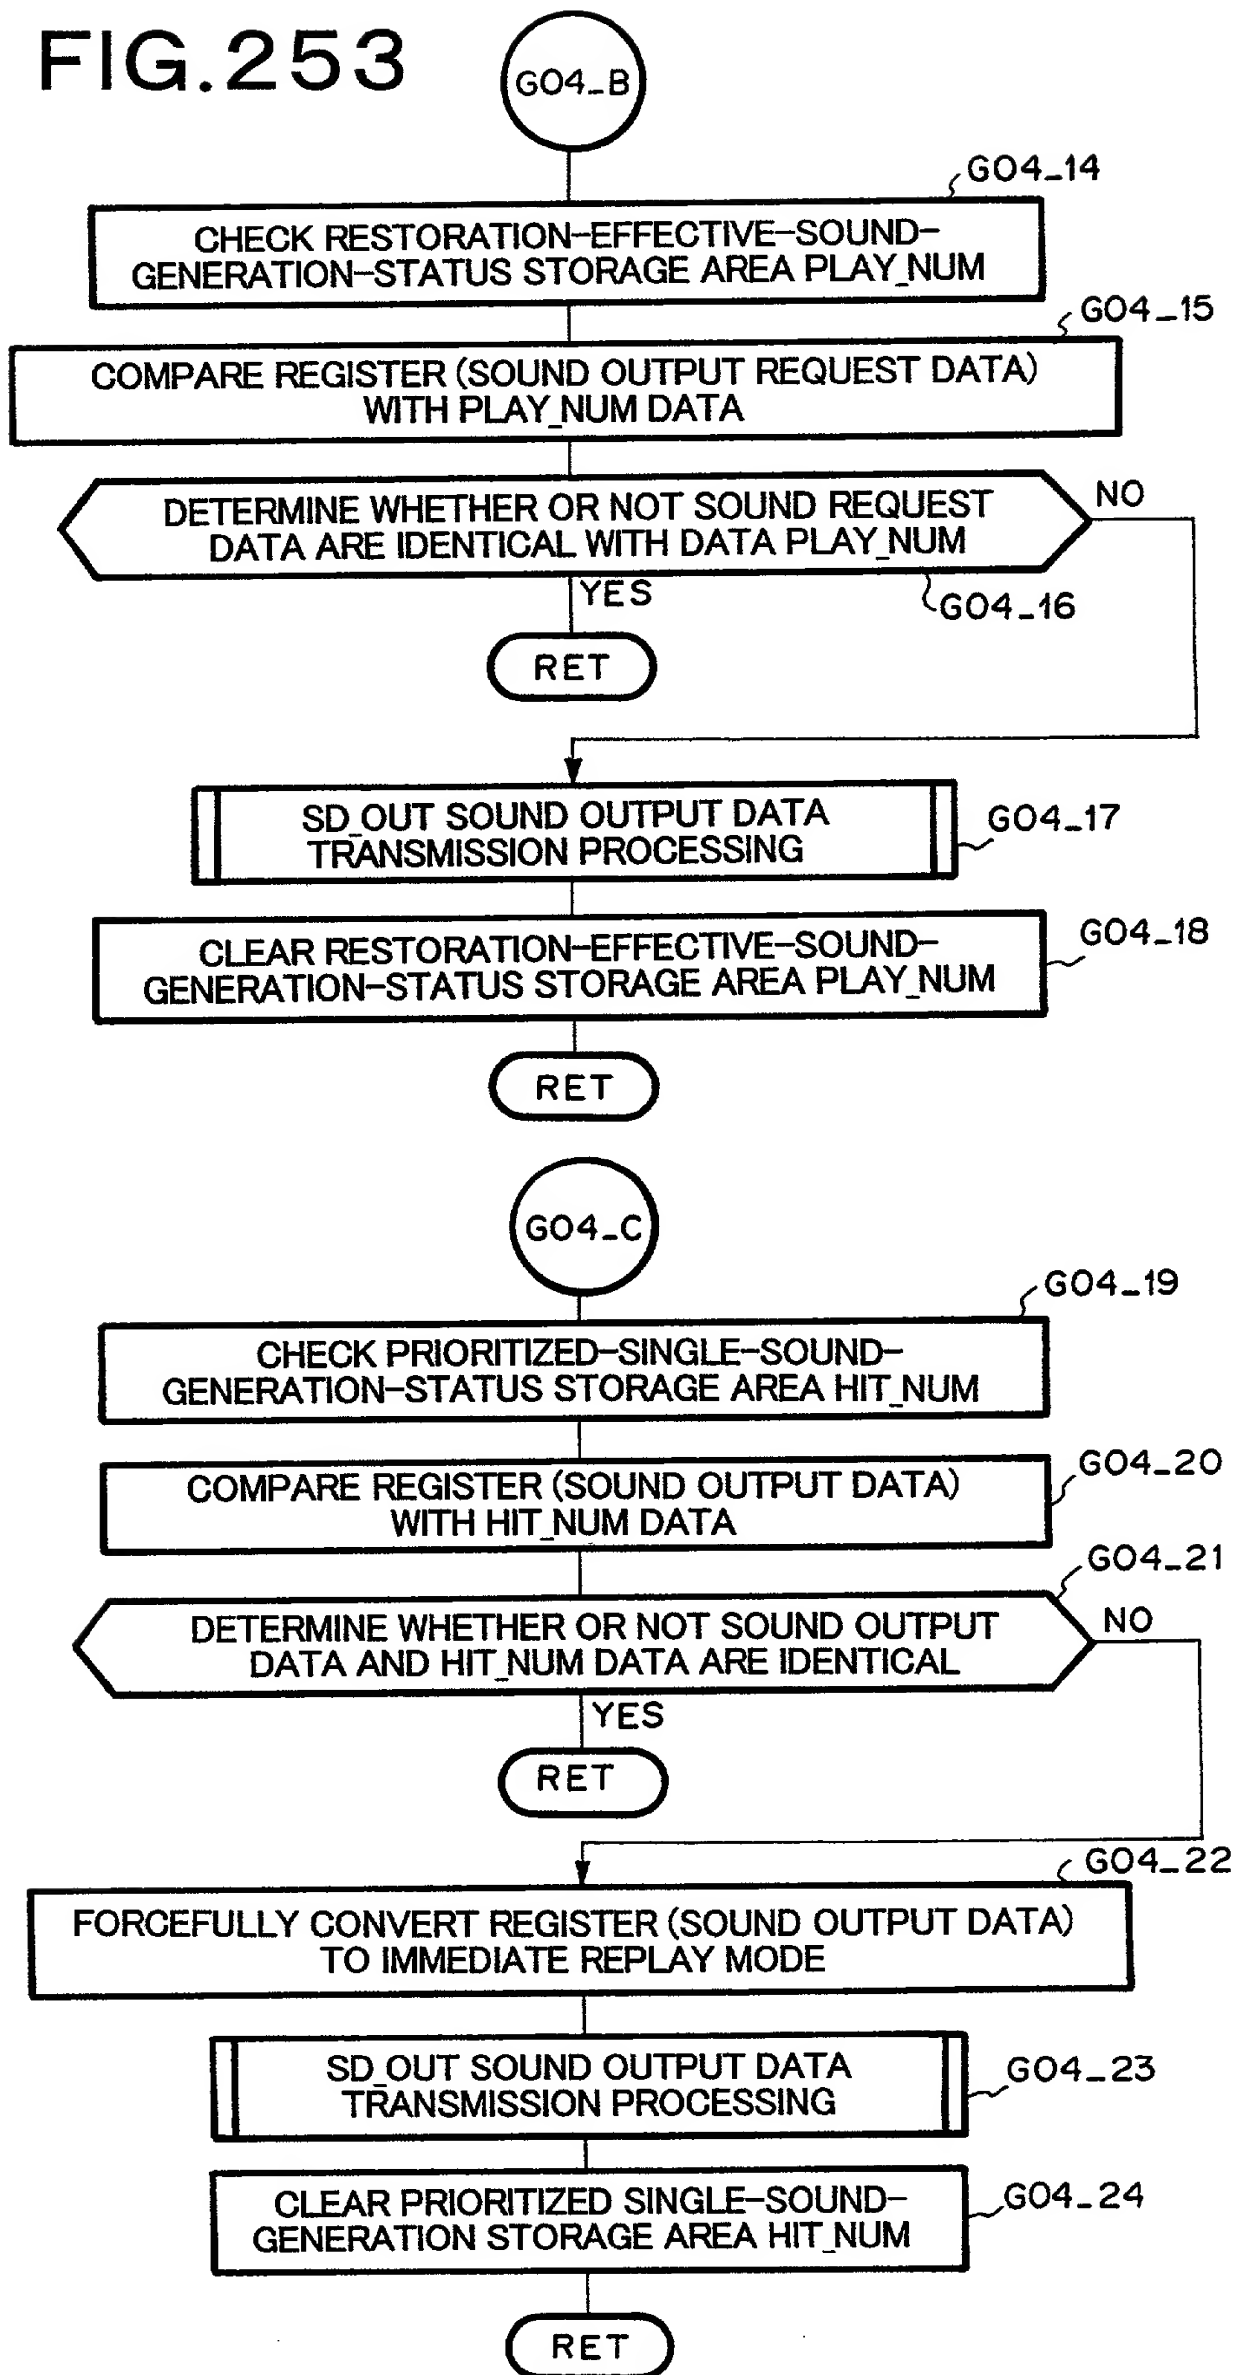 FIG.253
G04_B
G04_14
CHECK RESTORATION-EFFECTIVE-SOUND-
GENERATION-STATUS STORAGE AREA PLAY_NUM
G04_15
COMPARE REGISTER (SOUND OUTPUT REQUEST DATA)
WITH PLAY_NUM DATA
DETERMINE WHETHER OR NOT SOUND REQUEST
DATA ARE IDENTICAL WITH DATA PLAY_NUM
NO
YES
G04_16
RET
SD_OUT SOUND OUTPUT DATA
TRANSMISSION PROCESSING
G04_17
CLEAR RESTORATION-EFFECTIVE-SOUND-
GENERATION-STATUS STORAGE AREA PLAY_NUM
G04_18
RET
G04_C
G04_19
CHECK PRIORITIZED-SINGLE-SOUND-
GENERATION-STATUS STORAGE AREA HIT_NUM
COMPARE REGISTER (SOUND OUTPUT DATA)
WITH HIT_NUM DATA
G04_20
G04_21
DETERMINE WHETHER OR NOT SOUND OUTPUT
DATA AND HIT_NUM DATA ARE IDENTICAL
NO
YES
RET
G04_22
FORCEFULLY CONVERT REGISTER (SOUND OUTPUT DATA)
TO IMMEDIATE REPLAY MODE
SD_OUT SOUND OUTPUT DATA
TRANSMISSION PROCESSING
G04_23
CLEAR PRIORITIZED SINGLE-SOUND-
GENERATION STORAGE AREA HIT_NUM
G04_24
RET